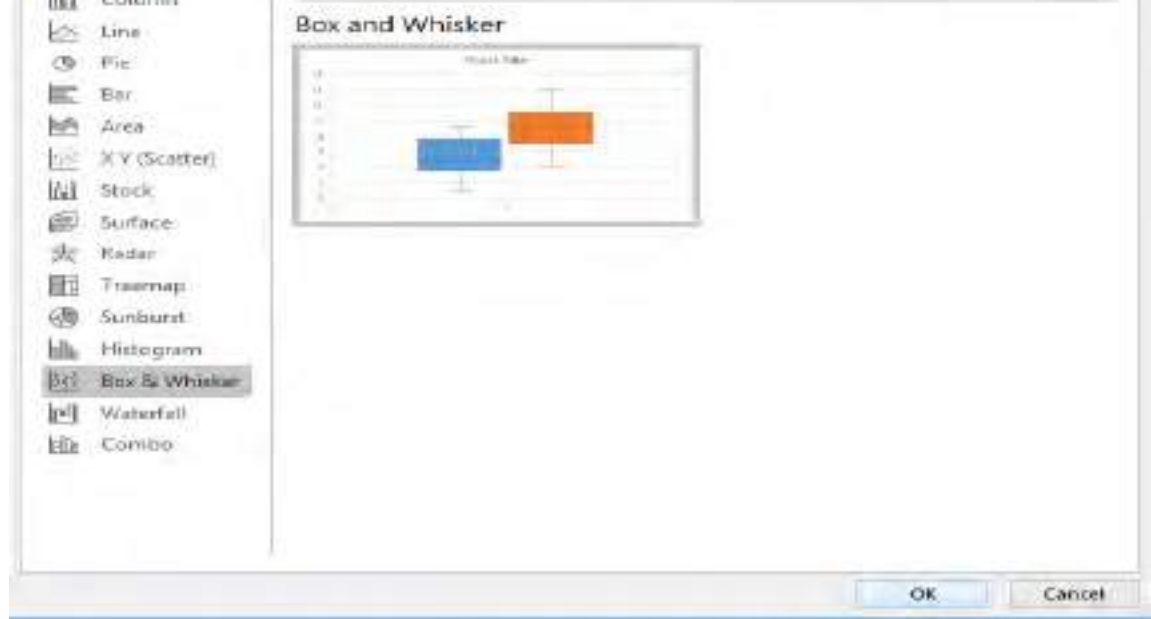 Column
Line
Pie
Bar
Area
X Y (Scatter)
Stock
Surface
Radar
Treemap
Sunburst
Histogram
Box & Whisker
Waterfall
Combo
Box and Whisker
OK
Cancel